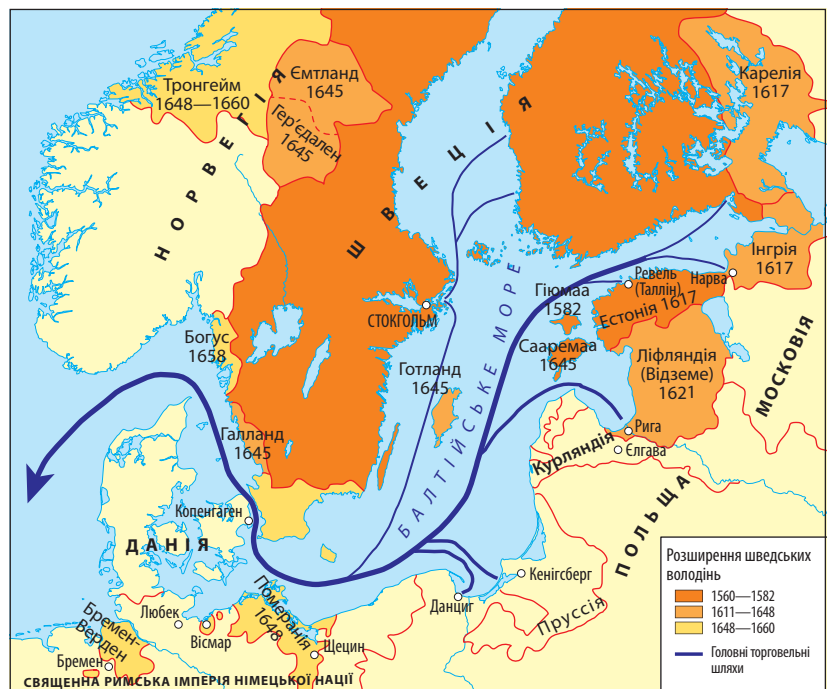 Тронгейм
1648—1660
Ємтланд
1645
Гер'єдален
1645
Карелія
1617
НОРВЕГІЯ
ШВЕЦІЯ
Інгрія
1617
Ревель
(Таллін)
Нарва
Гіюмаа
1582
Естонія 1617
СТОКГОЛЬМ
Богус
1658
Сааремаа
1645
Готланд
1645
Ліфляндія
(Відземе)
1621
МОСКОВІЯ
БАЛТІЙСЬКЕ МОРЕ
Галланд
1645
Рига
Курляндія
Єлгава
Копенгаген
ДАНІЯ
ПОЛЬЩА
Кенігсберг
Данциг
Пруссія
Померанія
1648
Любек
Вісмар
Щецин
Бремен-
Верден
Бремен
СВЯЩЕННА РИМСЬКА ІМПЕРІЯ НІМЕЦЬКОЇ НАЦІЇ
Розширення шведських
володінь
1560—1582
1611—1648
1648—1660
Головні торговельні
шляхи